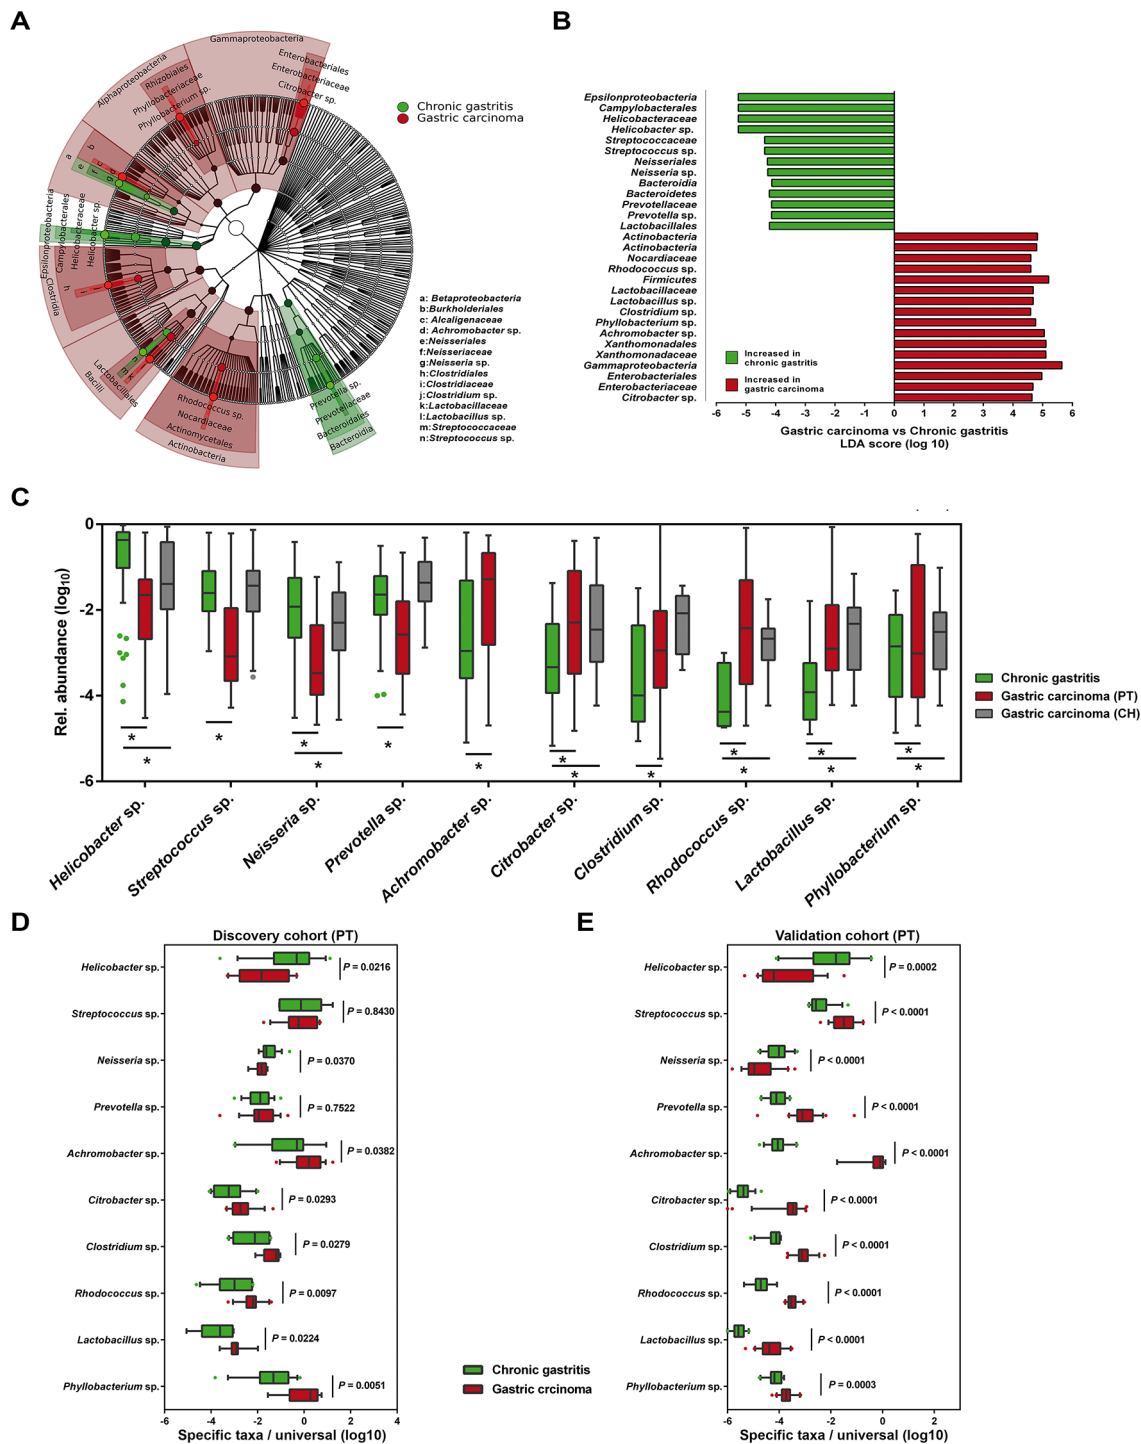 A
Gammaproteobacteria
Alphaproteobacteria
Rhizobiales
Phyllobacteriaceae
Phyllobacterium sp.
Enterobacteriales
Enterobacteriaceae
Citrobacter sp.
Chronic gastritis
Gastric carcinoma
a
b
c
d
e
f
g
Epsilonproteobacteria
Campylobacterales
Helicobacteraceae
Helicobacter sp.
Clostridia
h
Bacilli
Lactobacillales
m
k
Rhodococcus sp.
Nocardiaceae
Actinomycetales
Actinobacteria
Prevotella sp.
Prevotellaceae
Bacteroidales
Bacteroidia
a: Betaproteobacteria
b:Burkholderiales
c: Alcaligenaceae
d: Achromobacter sp.
e:Neisseriales
f:Neisseriaceae
g:Neisseria sp.
h:Clostridiales
i:Clostridiaceae
j:Clostridium sp.
k:Lactobacillaceae
l:Lactobacillus sp.
m:Streptococcaceae
n:Streptococcus sp.
B
Epsilonproteobacteria
Campylobacterales
Helicobacteraceae
Helicobacter sp.
Streptococcaceae
Streptococcus sp.
Neisseriales
Neisseria sp.
Bacteroidia
Bacteroidetes
Prevotellaceae
Prevotella sp.
Lactobacillales
Actinobacteria
Actinobacteria
Nocardiaceae
Rhodococcus sp.
Firmicutes
Lactobacillaceae
Lactobacillus sp.
Clostridium sp.
Phyllobacterium sp.
Achromobacter sp.
Xanthomonadales
Xanthomonadaceae
Gammaproteobacteria
Enterobacteriales
Enterobacteriaceae
Citrobacter sp.
Increased in
chronic gastritis
Increased in
gastric carcinoma
-6 -5 -4 -3 -2 -1 0 1 2 3 4 5 6
Gastric carcinoma vs Chronic gastritis
LDA score (log 10)
C
Rel. abundance (log10)
0
-2
-4
-6
* * * * * * * * * * * * * * * *
Helicobacter sp.
Streptococcus sp.
Neisseria sp.
Prevotella sp.
Achromobacter sp.
Citrobacter sp.
Clostridium sp.
Rhodococcus sp.
Lactobacillus sp.
Phyllobacterium sp.
Chronic gastritis
Gastric carcinoma (PT)
Gastric carcinoma (CH)
D
Discovery cohort (PT)
Helicobacter sp. P = 0.0216
Streptococcus sp. P = 0.8430
Neisseria sp. P = 0.0370
Prevotella sp. P = 0.7522
Achromobacter sp. P = 0.0382
Citrobacter sp. P = 0.0293
Clostridium sp. P = 0.0279
Rhodococcus sp. P = 0.0097
Lactobacillus sp. P = 0.0224
Phyllobacterium sp. P = 0.0051
-6 -4 -2 0 2 4
Specific taxa / universal (log10)
Chronic gastritis
Gastric crcinoma
E
Validation cohort (PT)
Helicobacter sp. P = 0.0002
Streptococcus sp. P < 0.0001
Neisseria sp. P < 0.0001
Prevotella sp. P < 0.0001
Achromobacter sp. P < 0.0001
Citrobacter sp. P < 0.0001
Clostridium sp. P < 0.0001
Rhodococcus sp. P < 0.0001
Lactobacillus sp. P < 0.0001
Phyllobacterium sp. P = 0.0003
-6 -4 -2 0 2
Specific taxa / universal (log10)